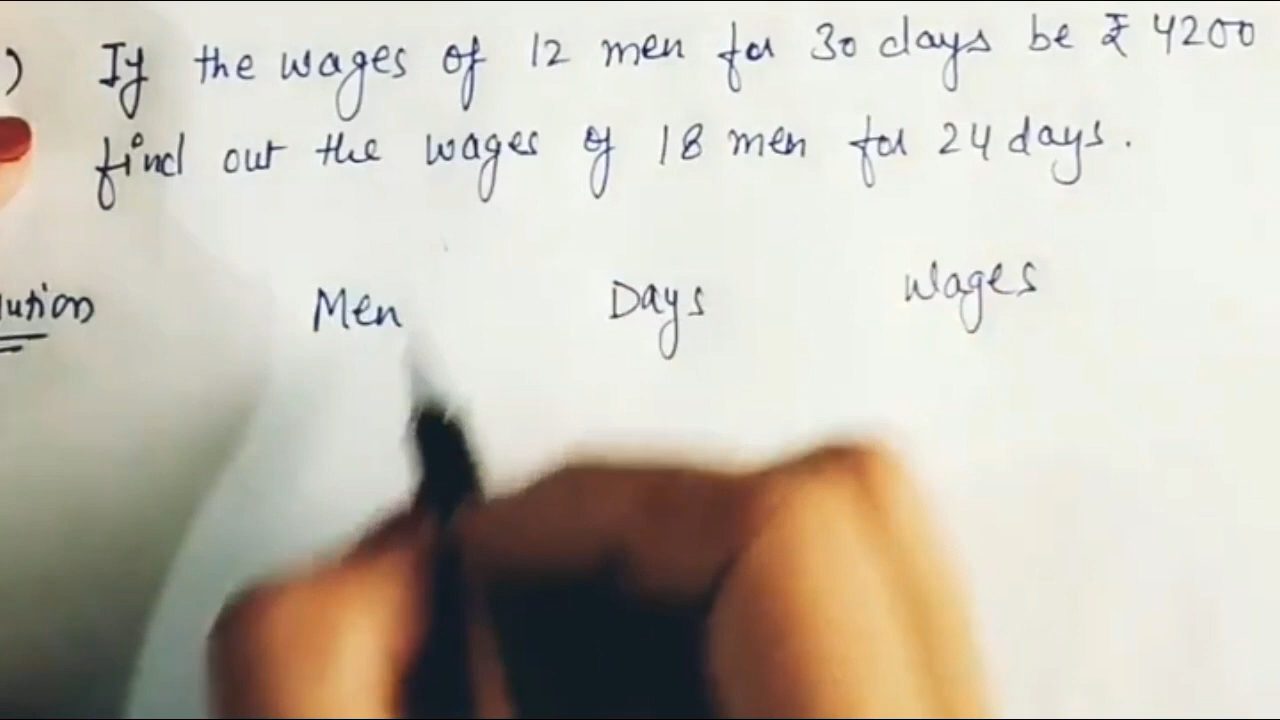 ) If the wages of 12 men for 30 days be ₹ 4200
find out the wages of 18 men for 24 days.
lution Men Days Wages